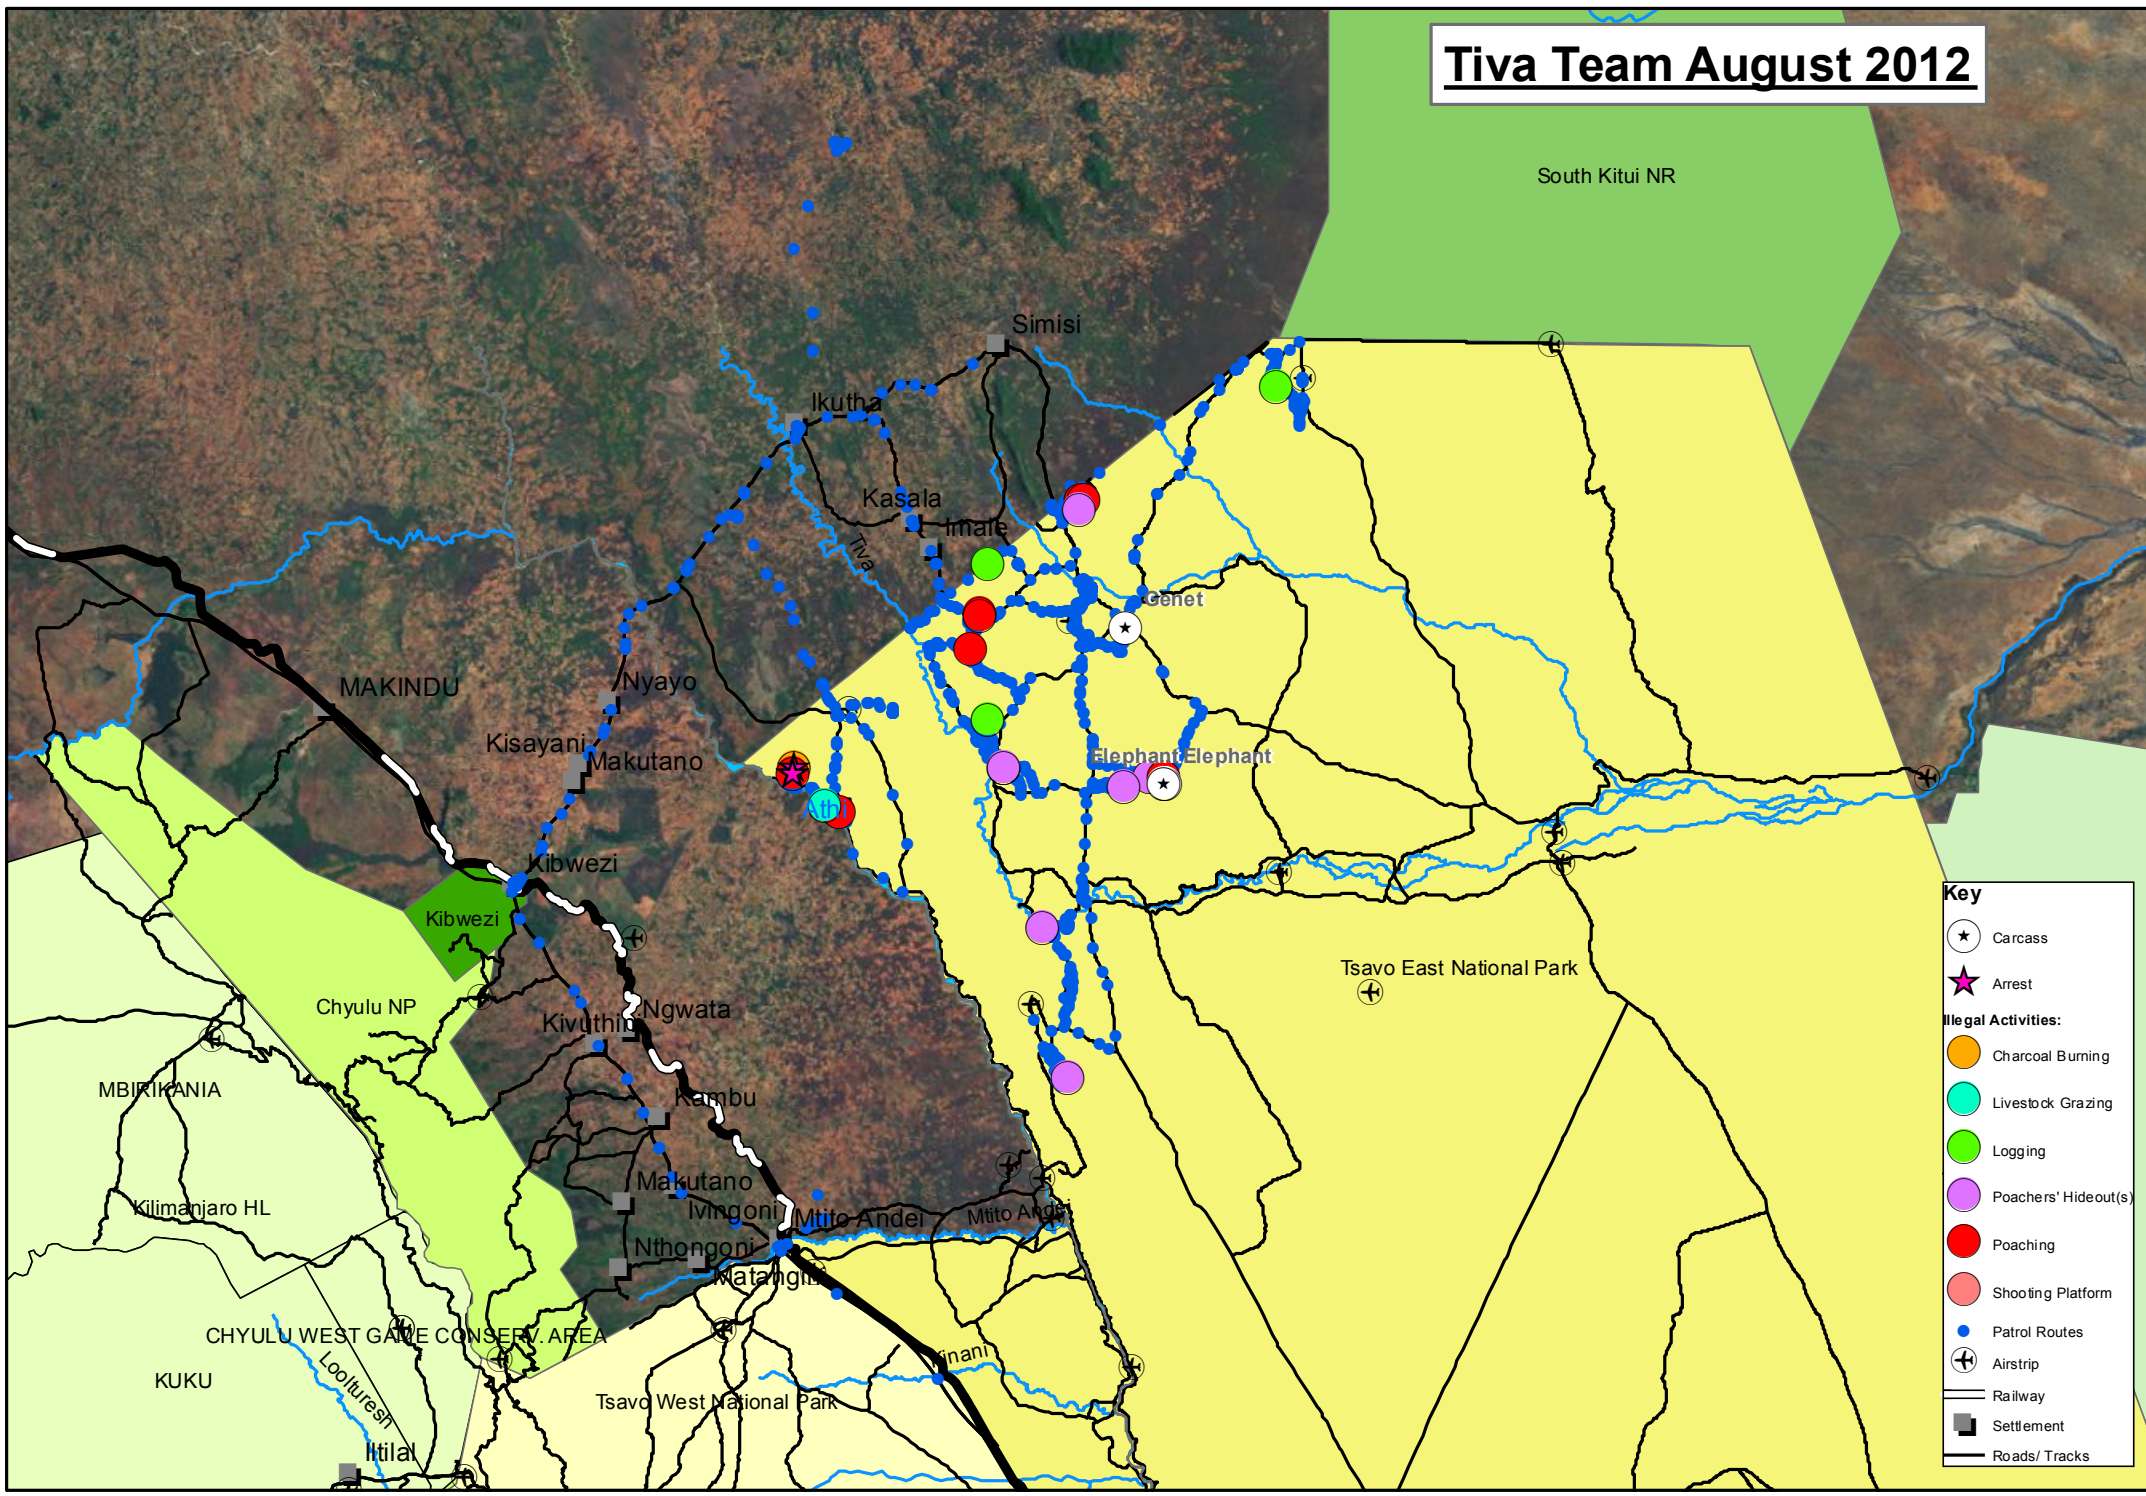 Tiva Team August 2012
South Kitui NR
Simisi
Ikutha
Kasala
Imale
Tiva
Genet
MAKINDU
Nyayo
Kisayani
Makutano
Elephant Elephant
Athi
Kibwezi
Kibwezi
Tsavo East National Park
Chyulu NP
Ngwata
Kivuthini
MBIRIKANIA
Kambu
Makutano
Kilimanjaro HL
Ivingoni
Mtito Andei
Mtito Andei
Nthongoni
CHYULU WEST GAME CONSERV. AREA
Kinani
Looltureshi
KUKU
Tsavo West National Park
Iltilal
Key
Carcass
Arrest
Illegal Activities:
Charcoal Burning
Livestock Grazing
Logging
Poachers' Hideout(s)
Poaching
Shooting Platform
Patrol Routes
Airstrip
Railway
Settlement
Roads/ Tracks